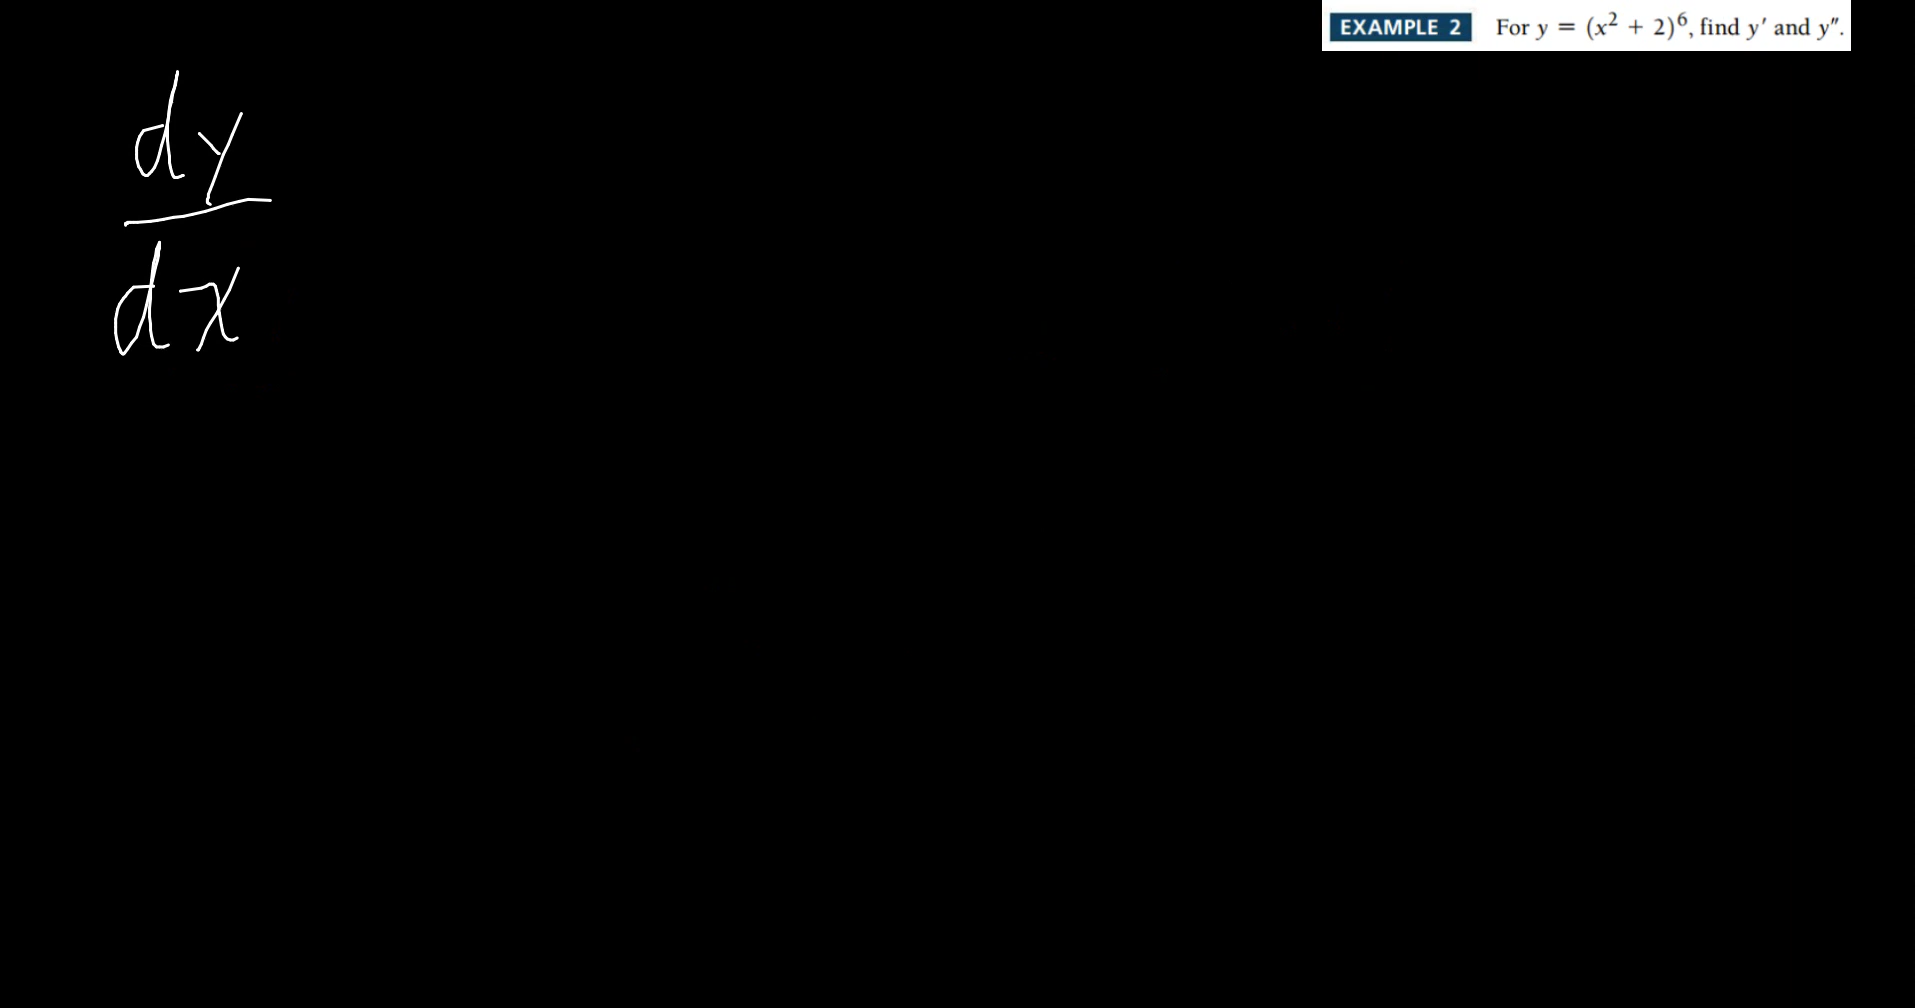 EXAMPLE 2 For y = (x² + 2)⁶, find y′ and y″.
dy
dx